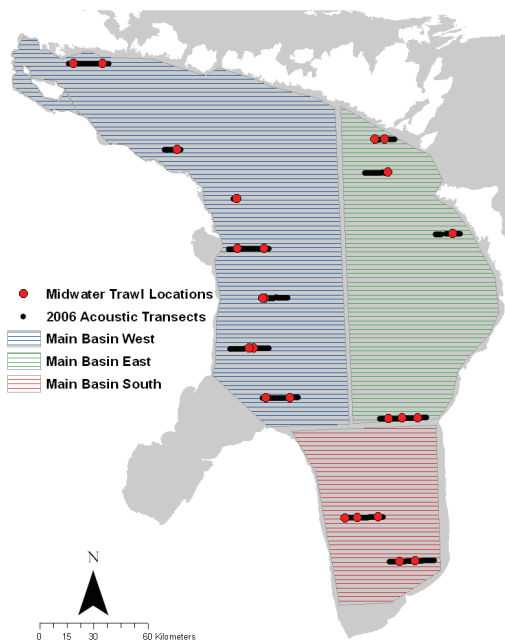 Midwater Trawl Locations
2006 Acoustic Transects
Main Basin West
Main Basin East
Main Basin South
N
0 15 30 60 Kilometers